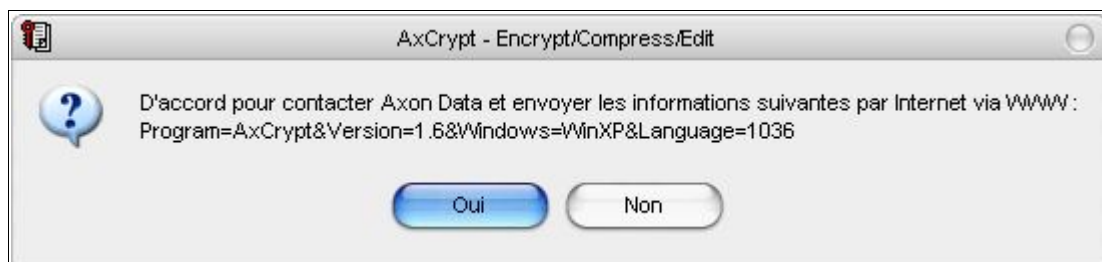 AxCrypt - Encrypt/Compress/Edit
D'accord pour contacter Axon Data et envoyer les informations suivantes par Internet via WWW :
Program=AxCrypt&Version=1.6&Windows=WinXP&Language=1036
Oui
Non